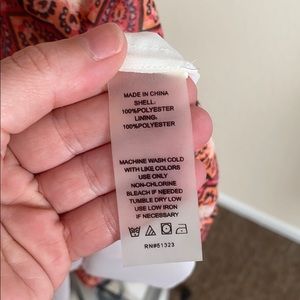 MADE IN CHINA
SHELL:
100%POLYESTER
LINING:
100%POLYESTER
MACHINE WASH COLD
WITH LIKE COLORS
USE ONLY
NON-CHLORINE
BLEACH IF NEEDED
TUMBLE DRY LOW
USE LOW IRON
IF NECESSARY
RN#51323